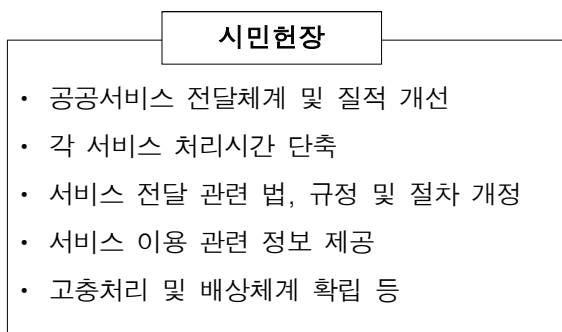 시민헌장
• 공공서비스 전달체계 및 질적 개선
• 각 서비스 처리시간 단축
• 서비스 전달 관련 법, 규정 및 절차 개정
• 서비스 이용 관련 정보 제공
• 고충처리 및 배상체계 확립 등